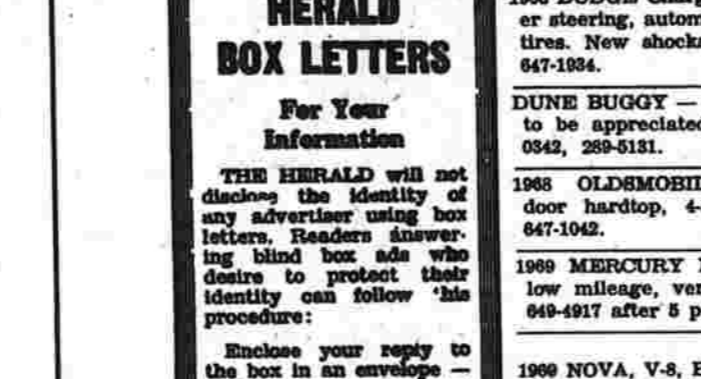 HERALD
BOX LETTERS
For Your
Information
THE HERALD will not
disclose the identity of
any advertiser using box
letters. Readers answer-
ing blind box ads who
desire to protect their
identity can follow 'his
procedure:
Enclose your reply to
the box in an envelope —
er steering, autom
tires. New shocks
647-1934.
DUNE BUGGY —
to be appreciated
0342, 289-5131.
1968 OLDSMOBIL
door hardtop, 4-
647-1042.
1969 MERCURY
low mileage, ver
649-4917 after 5 p
1969 NOVA, V-8,